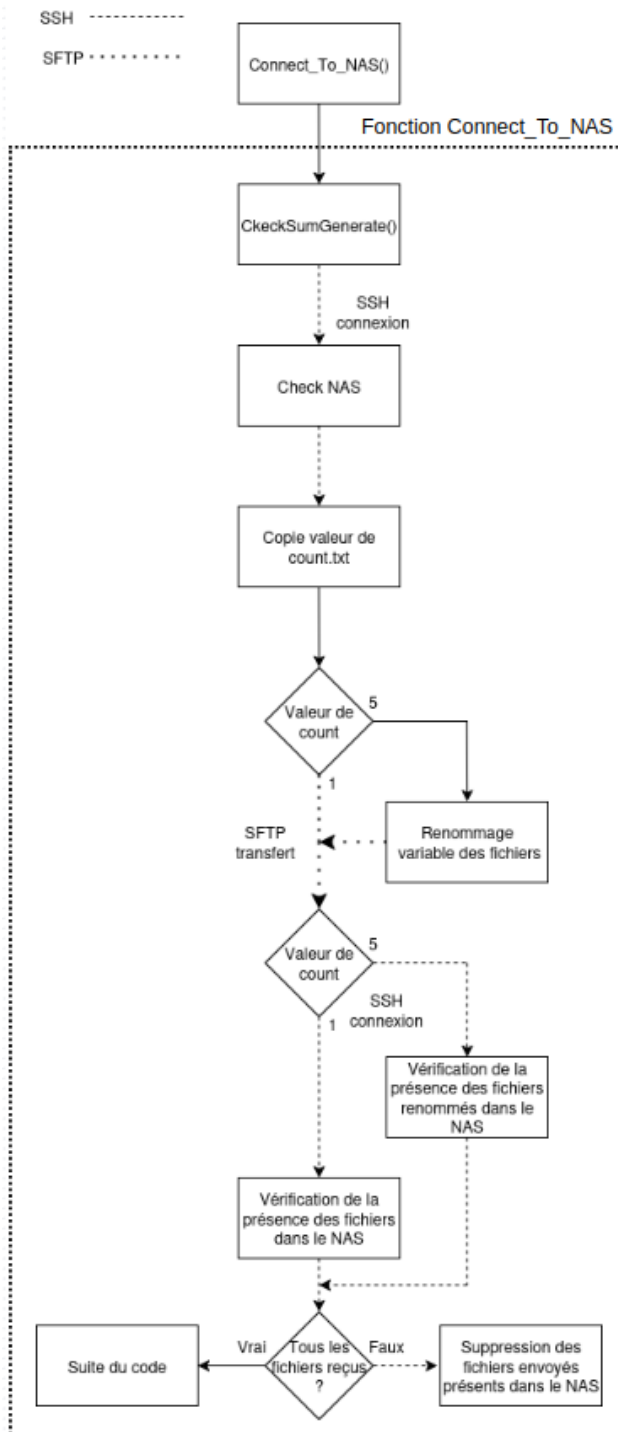 SSH
SFTP
Connect_To_NAS()
Fonction Connect_To_NAS
CkeckSumGenerate()
SSH
connexion
Check NAS
Copie valeur de
count.txt
Valeur de
count
5
1
SFTP
transfert
Renommage
variable des fichiers
Valeur de
count
5
1
SSH
connexion
Vérification de la
présence des fichiers
renommés dans le
NAS
Vérification de la
présence des fichiers
dans le NAS
Suite du code
Vrai
Tous les
fichiers reçus
?
Faux
Suppression des
fichiers envoyés
présents dans le NAS